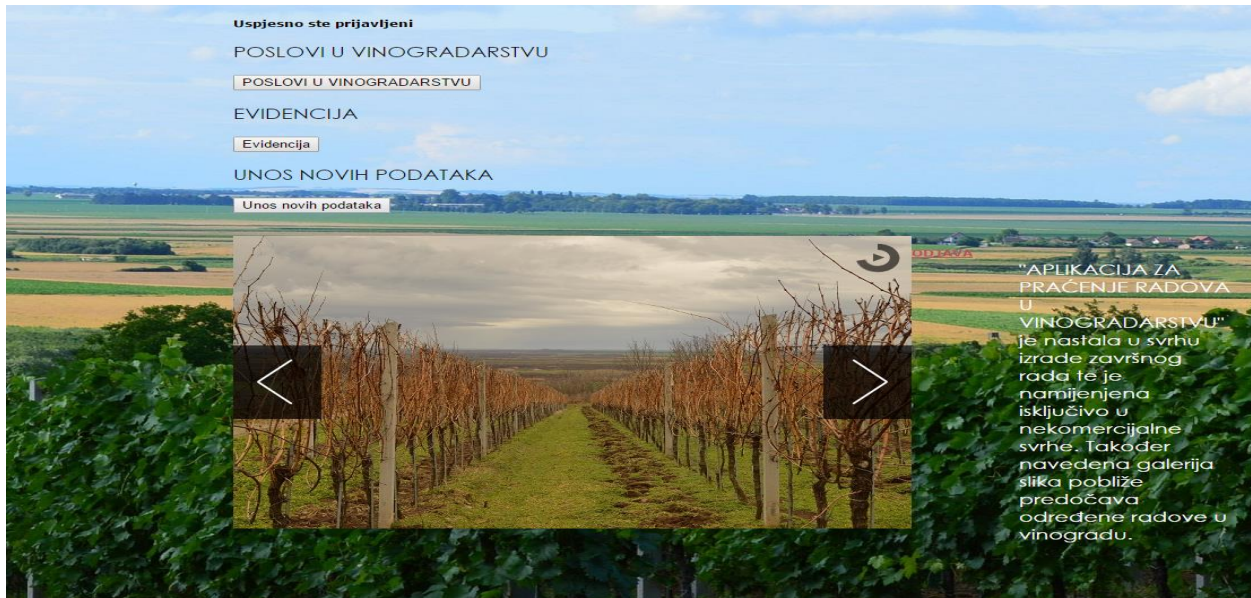 Uspjesno ste prijavljeni
POSLOVI U VINOGRADARSTVU
POSLOVI U VINOGRADARSTVU
EVIDENCIJA
Evidencija
UNOS NOVIH PODATAKA
Unos novih podataka
ODJAVA
"APLIKACIJA ZA
PRAĆENJE RADOVA
U
VINOGRADARSTVU"
je nastala u svrhu
izrade završnog
rada te je
namijenjena
isključivo u
nekomercijalne
svrhe. Također
navedena galerija
slika pobliže
predočava
određene radove u
vinogradu.